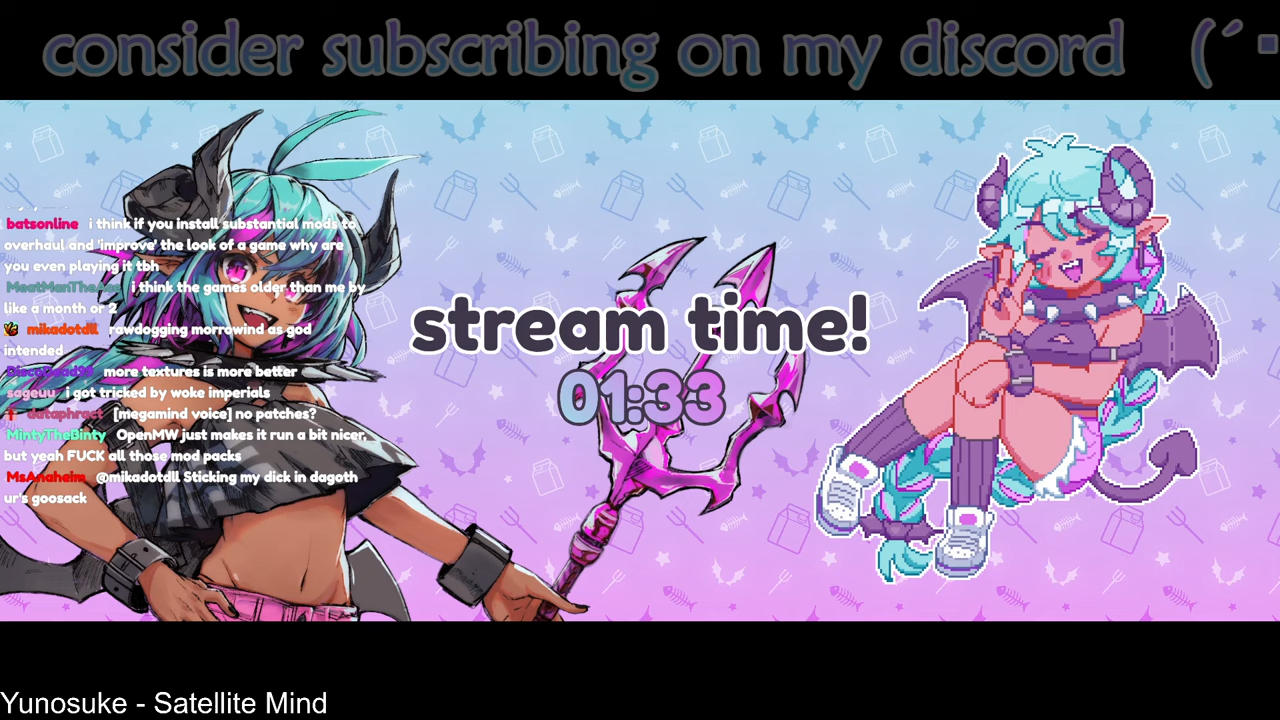 consider subscribing on my discord (´
batsonline i think if you install substantial mods to
overhaul and 'improve' the look of a game why are
you even playing it tbh
i think the games older than me by
like a month or 2
mikadotdll rawdogging morrowind as god
intended
more textures is more better
sageuu i got tricked by woke imperials
dataphract [megamind voice] no patches?
MintyTheBinty OpenMW just makes it run a bit nicer,
but yeah FUCK all those mod packs
MsAnaheim @mikadotdll Sticking my dick in dagoth
ur's goosack
stream time!
01:33
Yunosuke - Satellite Mind